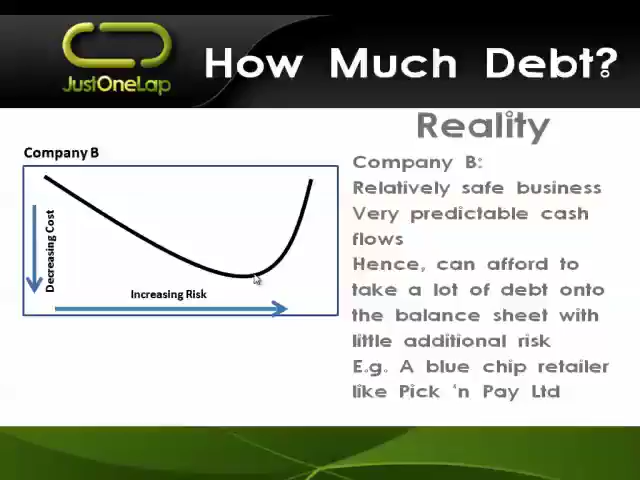 JustOneLap
How Much Debt?
Reality
Company B
Decreasing Cost
Increasing Risk
Company B:
Relatively safe business
Very predictable cash
flows
Hence, can afford to
take a lot of debt onto
the balance sheet with
little additional risk
E.g. A blue chip retailer
like Pick 'n Pay Ltd